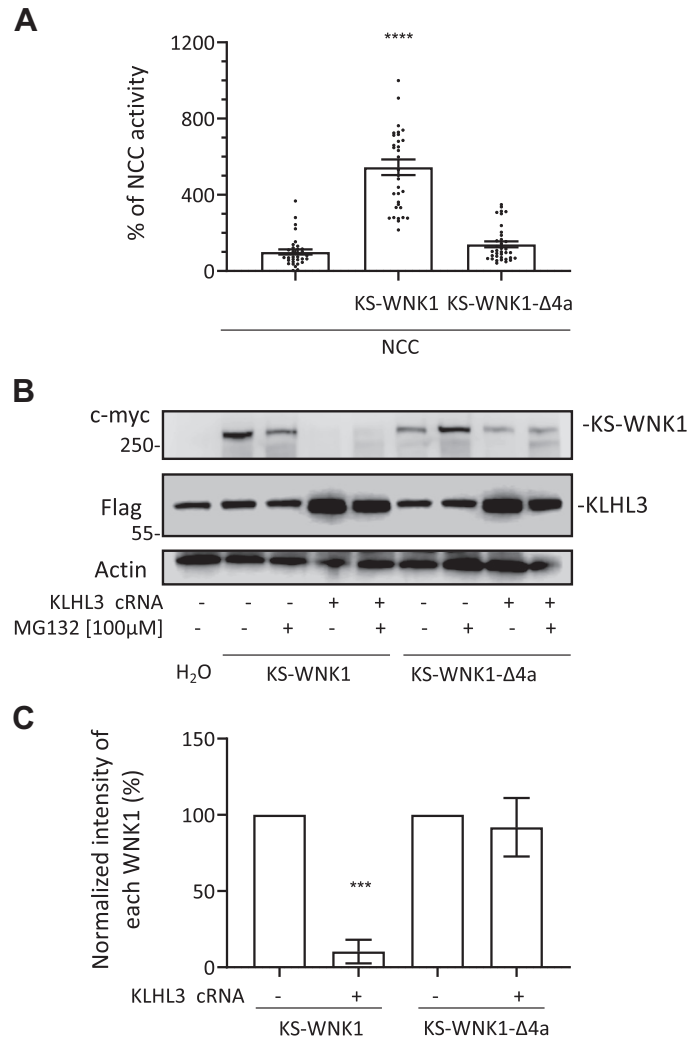 A
% of NCC activity
1200
****
800
400
0
KS-WNK1 KS-WNK1-Δ4a
NCC
B
c-myc
250-
-KS-WNK1
Flag
55-
-KLHL3
Actin
KLHL3 cRNA - - - + + - - + +
MG132 [100μM] - - + - + - + - +
H₂O KS-WNK1 KS-WNK1-Δ4a
C
Normalized intensity of
each WNK1 (%)
150
100
50
***
0
KLHL3 cRNA - + - +
KS-WNK1 KS-WNK1-Δ4a